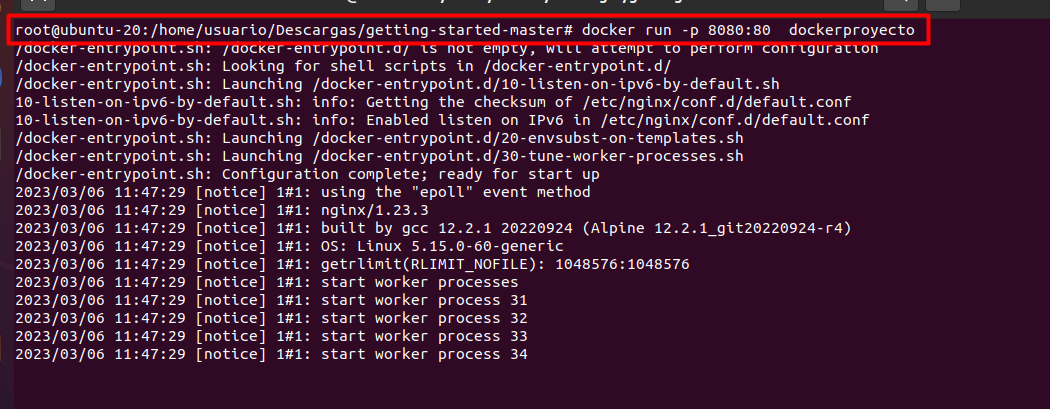 root@ubuntu-20:/home/usuario/Descargas/getting-started-master# docker run -p 8080:80  dockerproyecto
/docker-entrypoint.sh: /docker-entrypoint.d/ is not empty, will attempt to perform configuration
/docker-entrypoint.sh: Looking for shell scripts in /docker-entrypoint.d/
/docker-entrypoint.sh: Launching /docker-entrypoint.d/10-listen-on-ipv6-by-default.sh
10-listen-on-ipv6-by-default.sh: info: Getting the checksum of /etc/nginx/conf.d/default.conf
10-listen-on-ipv6-by-default.sh: info: Enabled listen on IPv6 in /etc/nginx/conf.d/default.conf
/docker-entrypoint.sh: Launching /docker-entrypoint.d/20-envsubst-on-templates.sh
/docker-entrypoint.sh: Launching /docker-entrypoint.d/30-tune-worker-processes.sh
/docker-entrypoint.sh: Configuration complete; ready for start up
2023/03/06 11:47:29 [notice] 1#1: using the "epoll" event method
2023/03/06 11:47:29 [notice] 1#1: nginx/1.23.3
2023/03/06 11:47:29 [notice] 1#1: built by gcc 12.2.1 20220924 (Alpine 12.2.1_git20220924-r4)
2023/03/06 11:47:29 [notice] 1#1: OS: Linux 5.15.0-60-generic
2023/03/06 11:47:29 [notice] 1#1: getrlimit(RLIMIT_NOFILE): 1048576:1048576
2023/03/06 11:47:29 [notice] 1#1: start worker processes
2023/03/06 11:47:29 [notice] 1#1: start worker process 31
2023/03/06 11:47:29 [notice] 1#1: start worker process 32
2023/03/06 11:47:29 [notice] 1#1: start worker process 33
2023/03/06 11:47:29 [notice] 1#1: start worker process 34